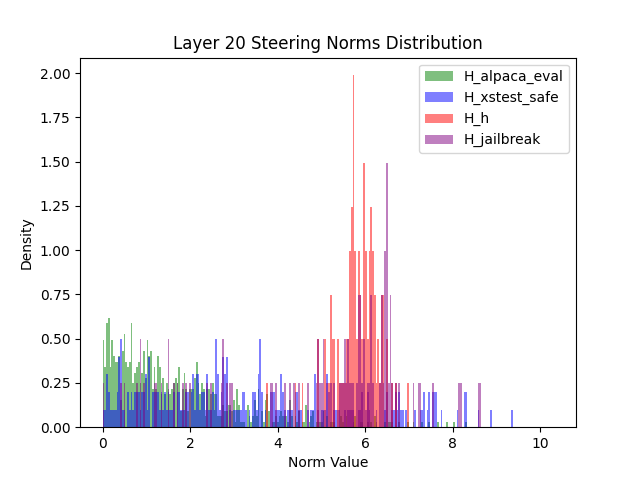 Layer 20 Steering Norms Distribution
H_alpaca_eval
H_xstest_safe
H_h
H_jailbreak
2.00
1.75
1.50
1.25
1.00
0.75
0.50
0.25
0.00
Density
0 2 4 6 8 10
Norm Value